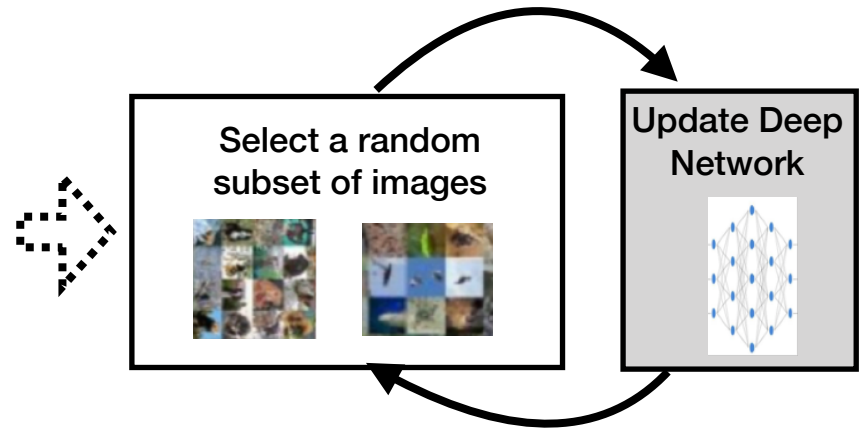 Select a random
subset of images
Update Deep
Network